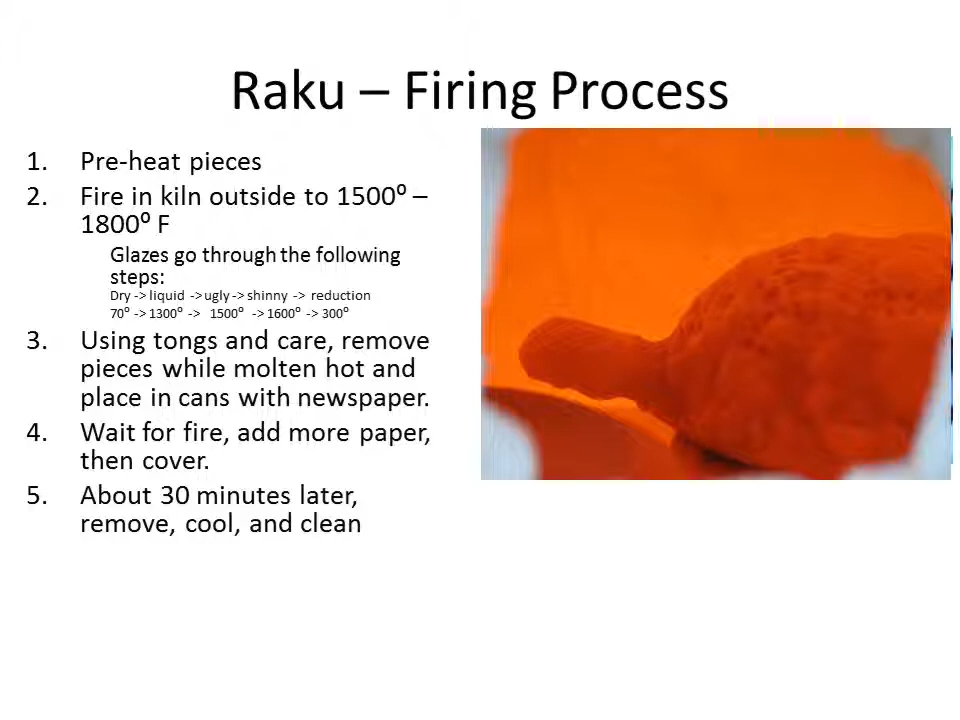 Raku – Firing Process
1. Pre-heat pieces
2. Fire in kiln outside to 1500⁰ –
1800⁰ F
Glazes go through the following
steps:
Dry -> liquid -> ugly -> shinny -> reduction
70⁰ -> 1300⁰ -> 1500⁰ -> 1600⁰ -> 300⁰
3. Using tongs and care, remove
pieces while molten hot and
place in cans with newspaper.
4. Wait for fire, add more paper,
then cover.
5. About 30 minutes later,
remove, cool, and clean